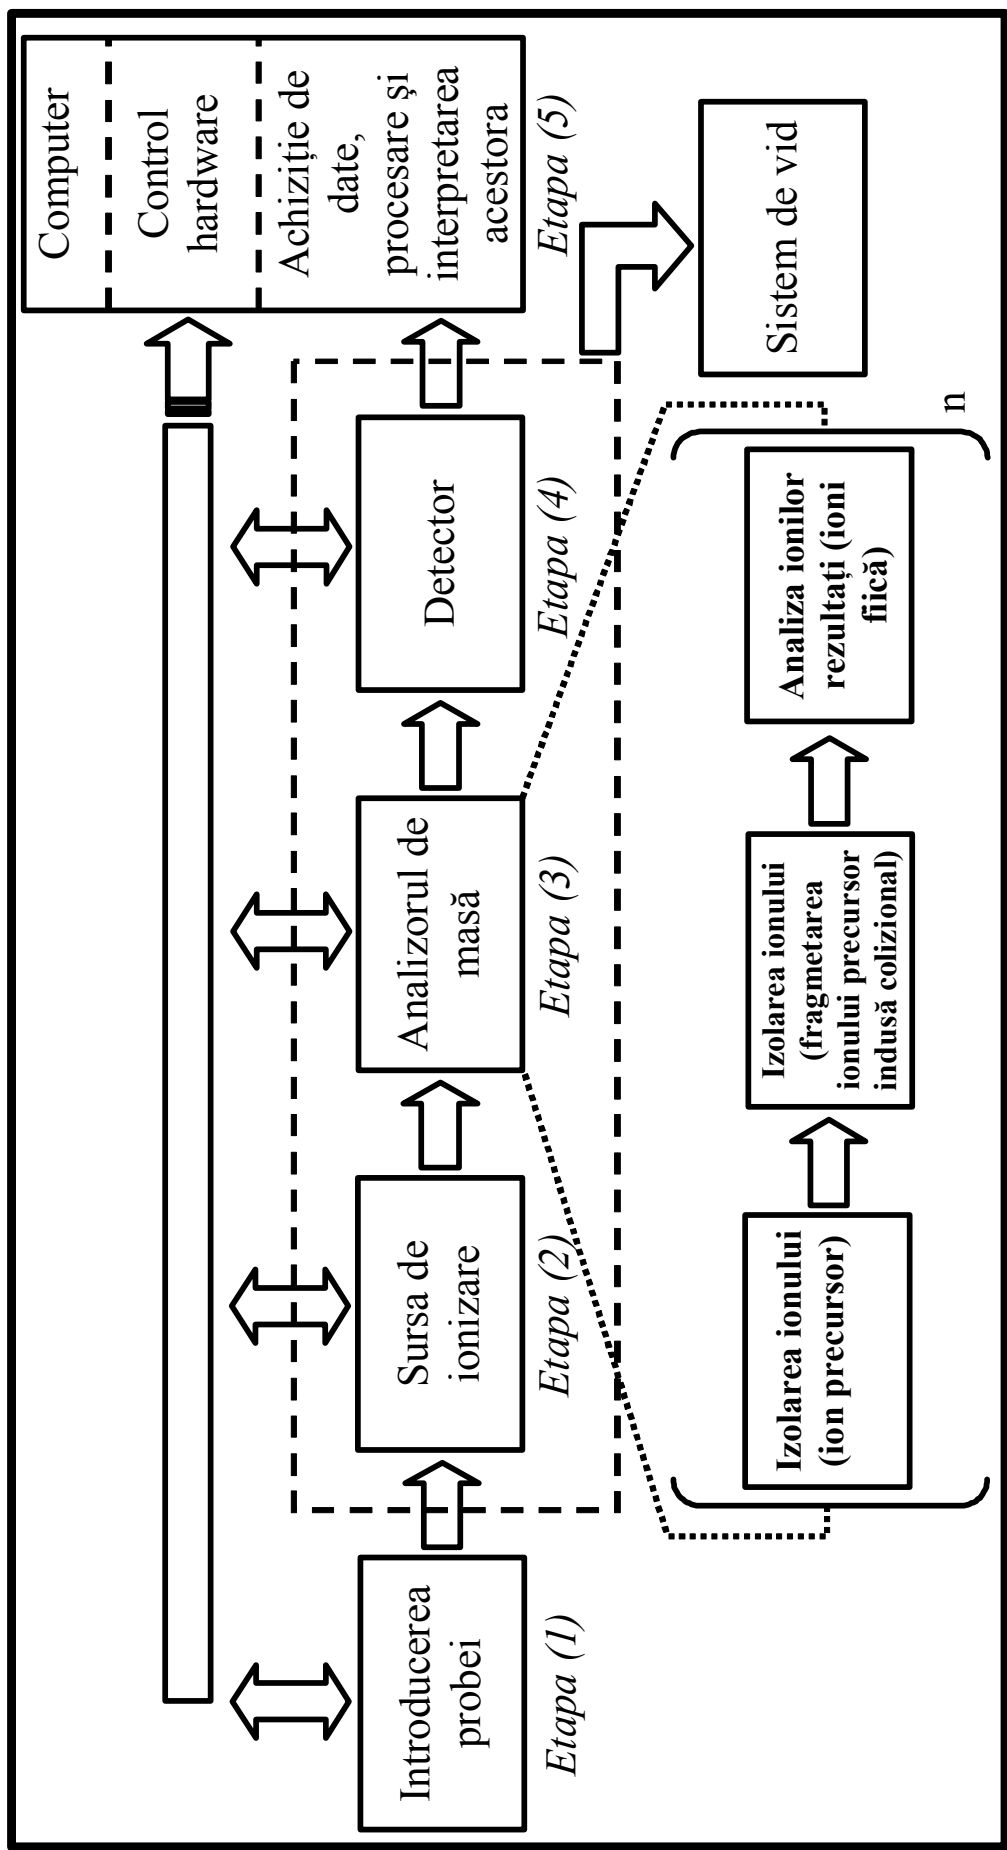 Computer
Control
hardware
Achiziție de
date,
procesare și
interpretarea
acestora
Etapa (5)
Introducerea
probei
Etapa (1)
Sursa de
ionizare
Etapa (2)
Analizorul de
masă
Etapa (3)
Detector
Etapa (4)
Sistem de vid
Izolarea ionului
(ion precursor)
Izolarea ionului
(fragmetarea
ionului precursor
indusă colizional)
Analiza ionilor
rezultați (ioni
fiică)
n